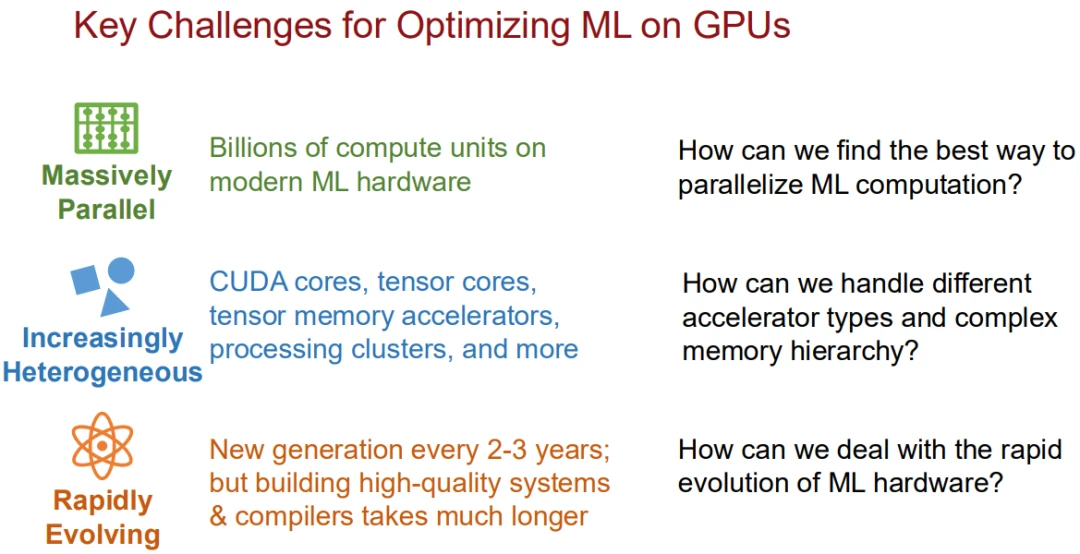 Key Challenges for Optimizing ML on GPUs
Massively
Parallel
Billions of compute units on
modern ML hardware
How can we find the best way to
parallelize ML computation?
Increasingly
Heterogeneous
CUDA cores, tensor cores,
tensor memory accelerators,
processing clusters, and more
How can we handle different
accelerator types and complex
memory hierarchy?
Rapidly
Evolving
New generation every 2-3 years;
but building high-quality systems
& compilers takes much longer
How can we deal with the rapid
evolution of ML hardware?